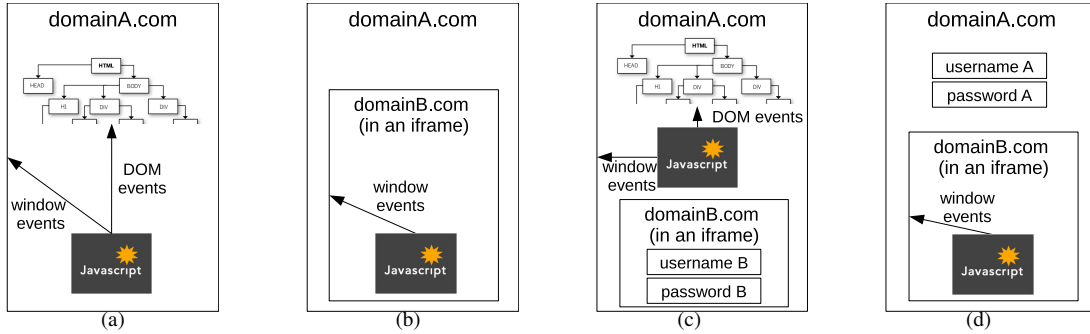 domainA.com
HTML
HEAD
BODY
H1
DIV
DIV
DOM
events
window
events
Javascript
(a)
domainA.com
domainB.com
(in an iframe)
window
events
Javascript
(b)
domainA.com
HTML
HEAD
BODY
H1
DIV
DIV
DOM events
Javascript
window
events
domainB.com
(in an iframe)
username B
password B
(c)
domainA.com
username A
password A
domainB.com
(in an iframe)
window
events
Javascript
(d)